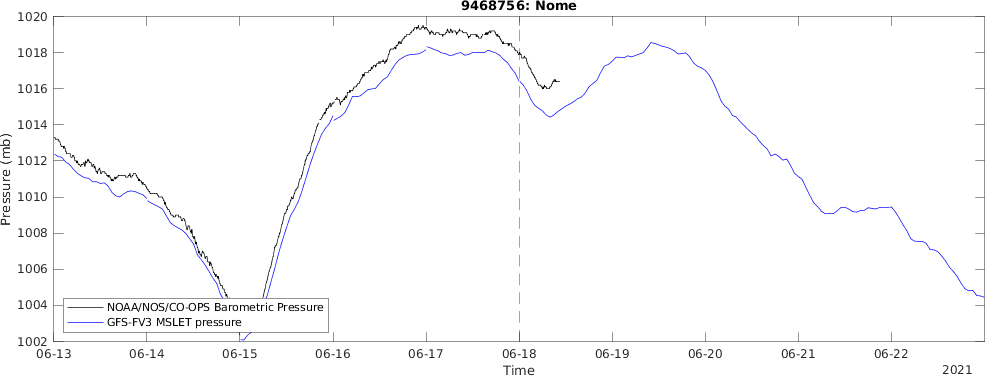 9468756: Nome
1020
1018
1016
1014
1012
1010
1008
1006
1004
1002
Pressure (mb)
NOAA/NOS/CO-OPS Barometric Pressure
GFS-FV3 MSLET pressure
06-13 06-14 06-15 06-16 06-17 06-18 06-19 06-20 06-21 06-22
Time
2021